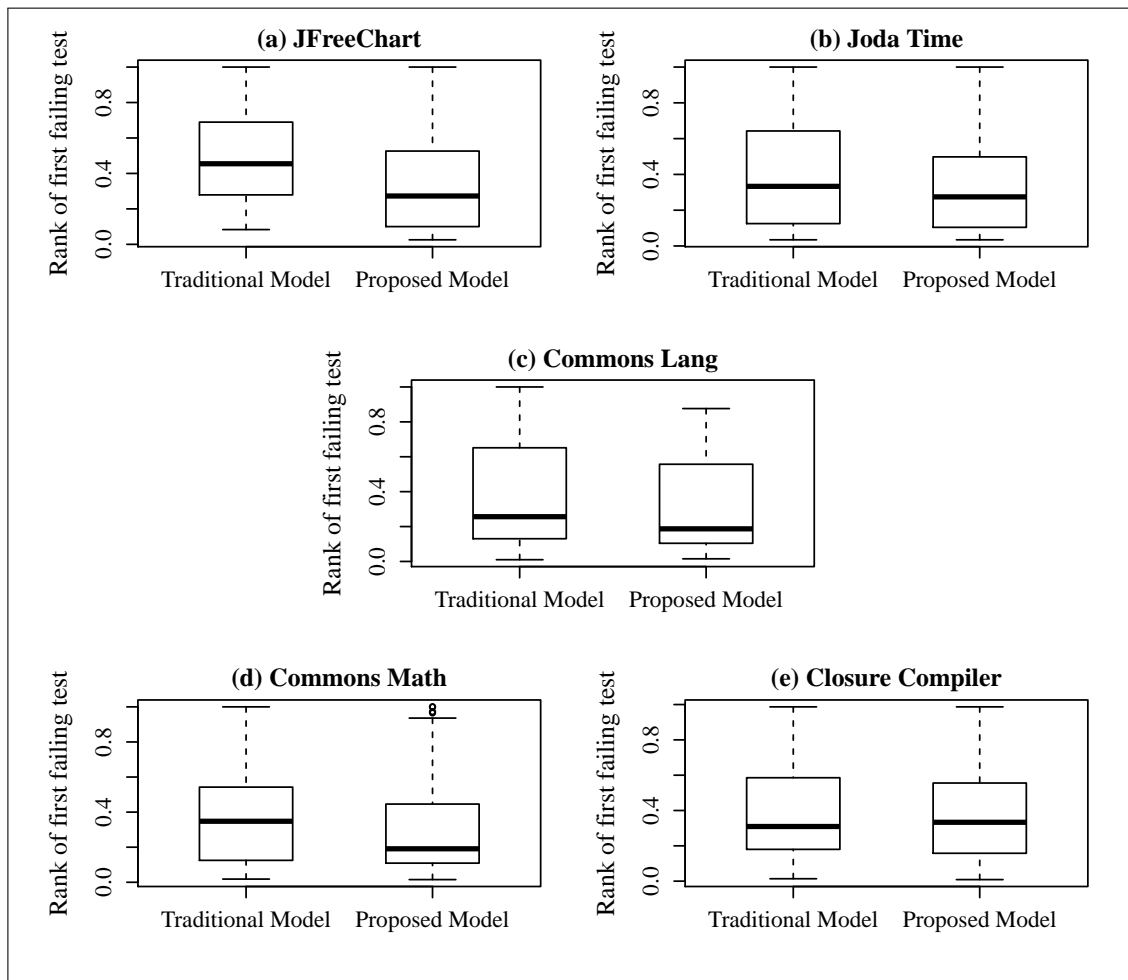 (a) JFreeChart
Rank of first failing test
0.0
0.4
0.8
Traditional Model
Proposed Model
(b) Joda Time
Rank of first failing test
0.0
0.4
0.8
Traditional Model
Proposed Model
(c) Commons Lang
Rank of first failing test
0.0
0.4
0.8
Traditional Model
Proposed Model
(d) Commons Math
Rank of first failing test
0.0
0.4
0.8
Traditional Model
Proposed Model
(e) Closure Compiler
Rank of first failing test
0.0
0.4
0.8
Traditional Model
Proposed Model